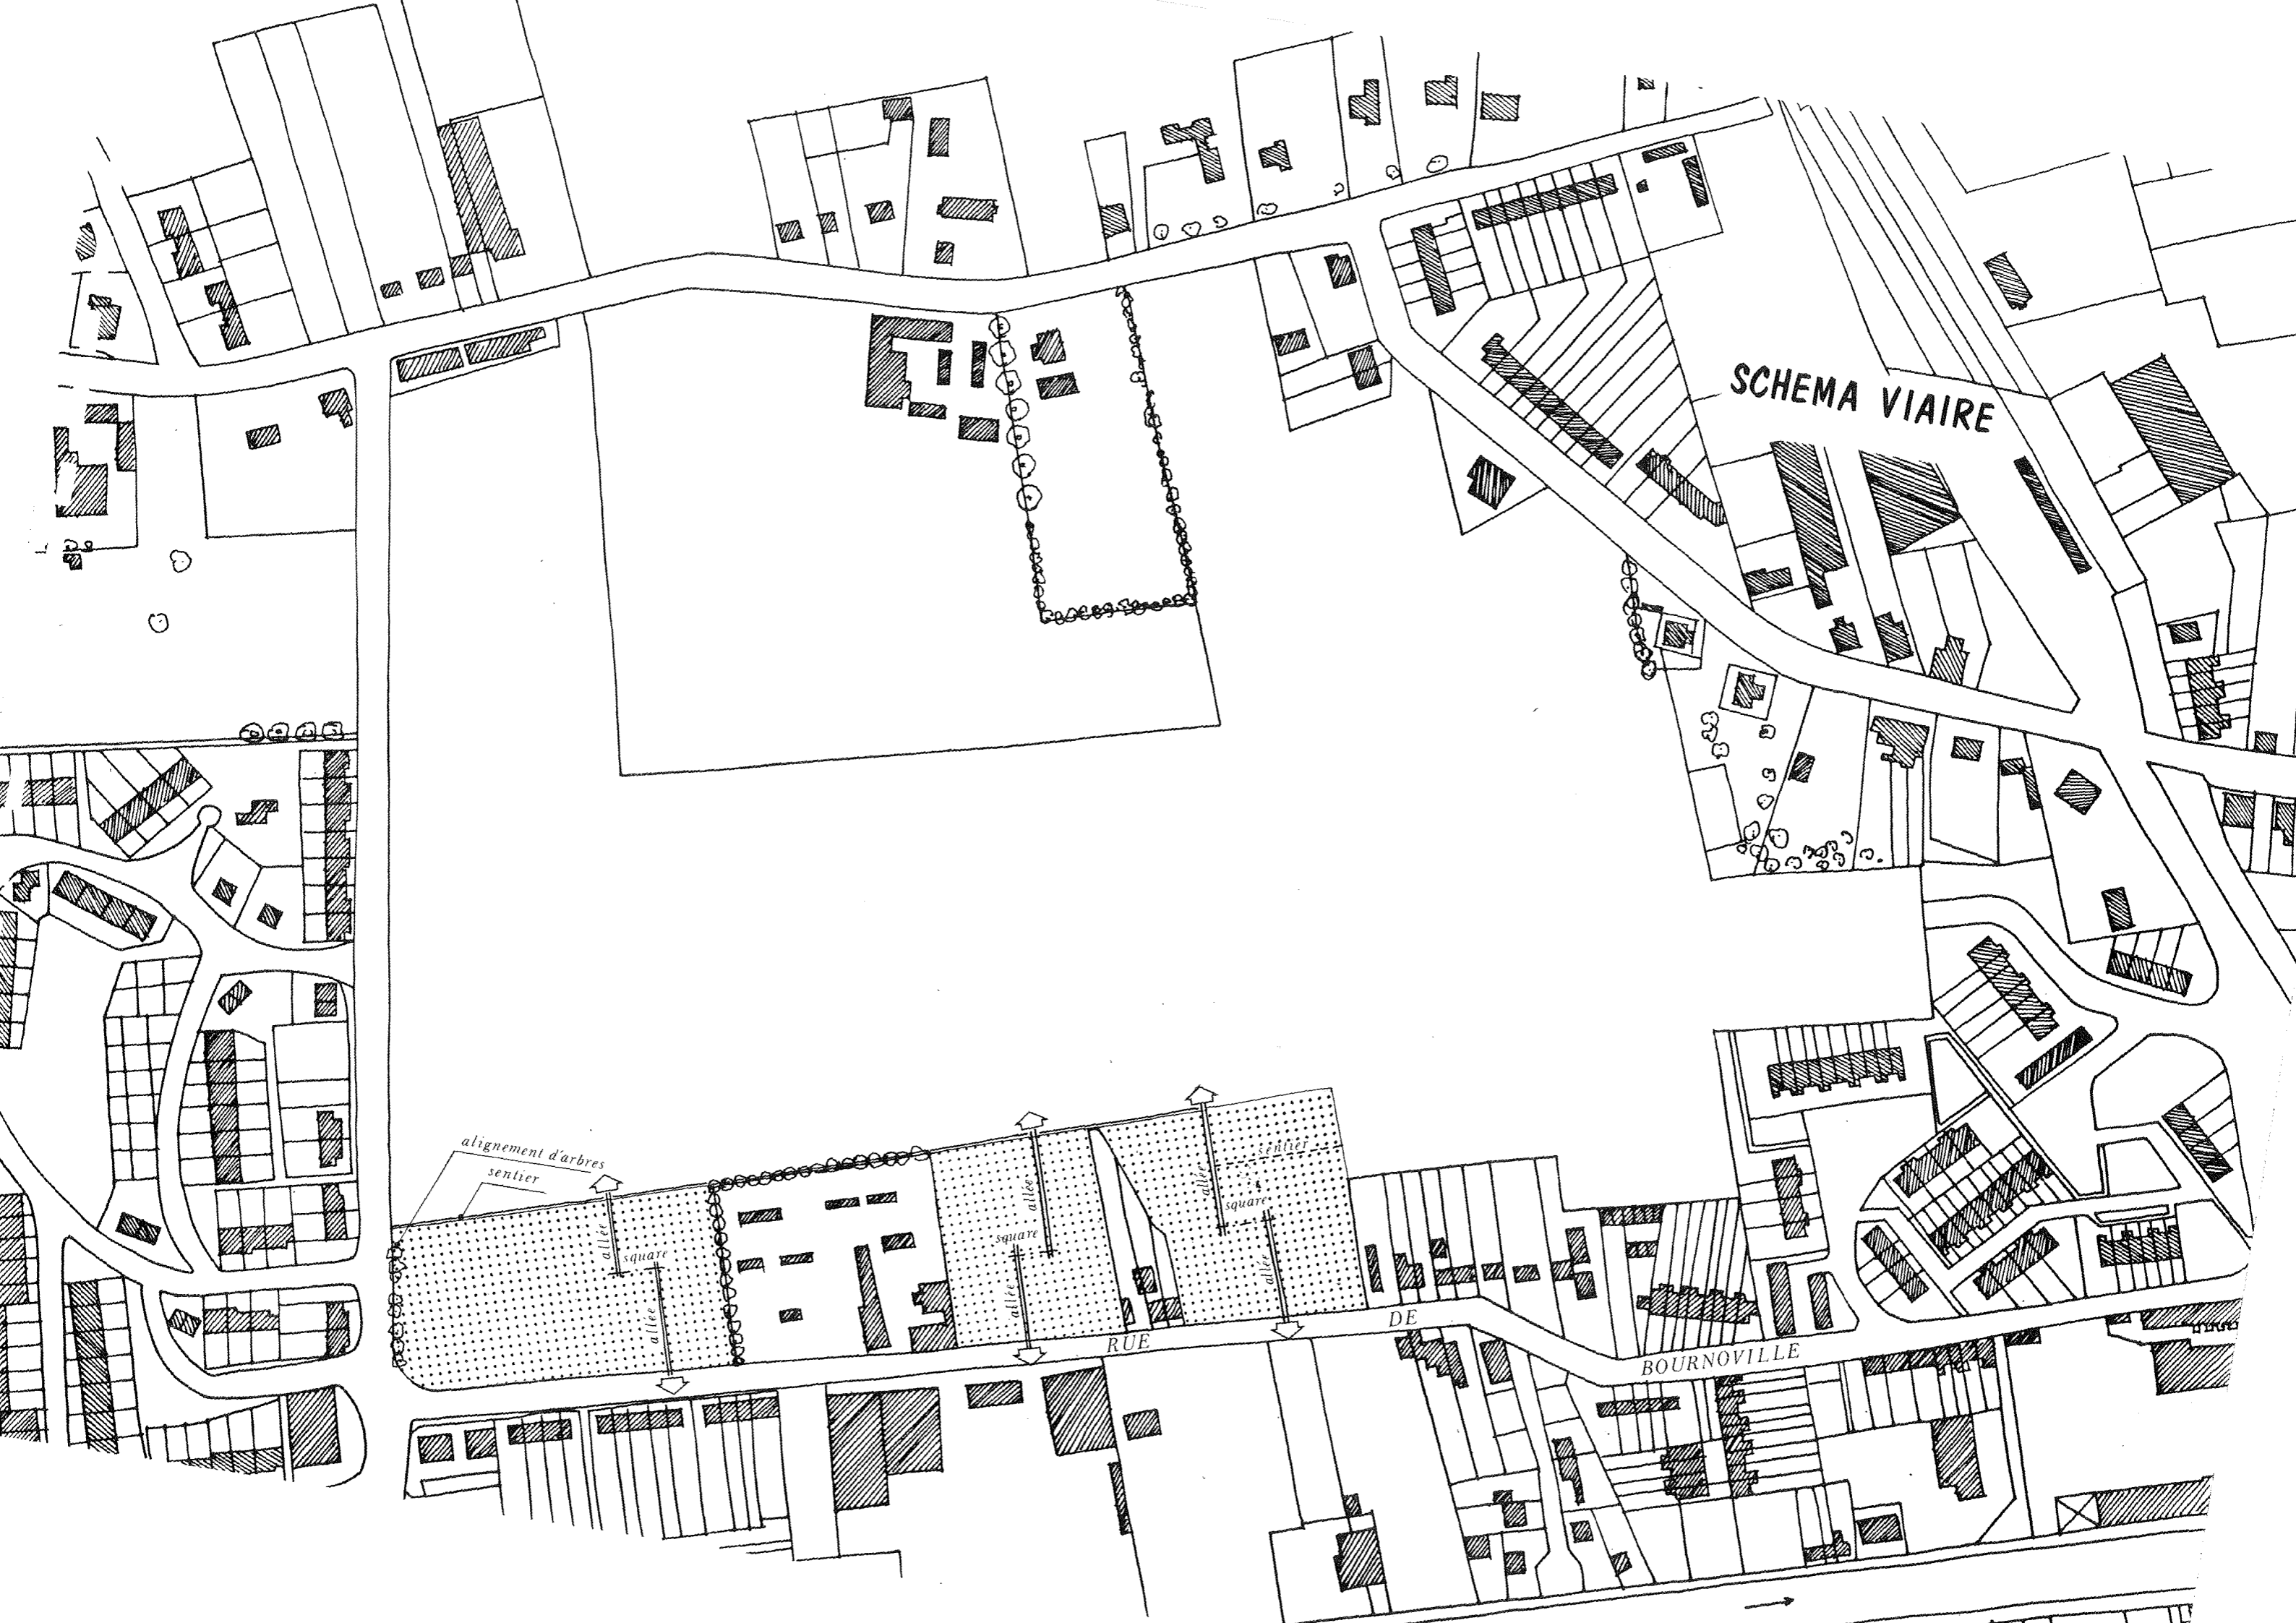 SCHEMA VIAIRE
alignement d'arbres
sentier
allée
square
allée
allée
square
allée
allée
sentier
square
allée
RUE DE BOURNOVILLE